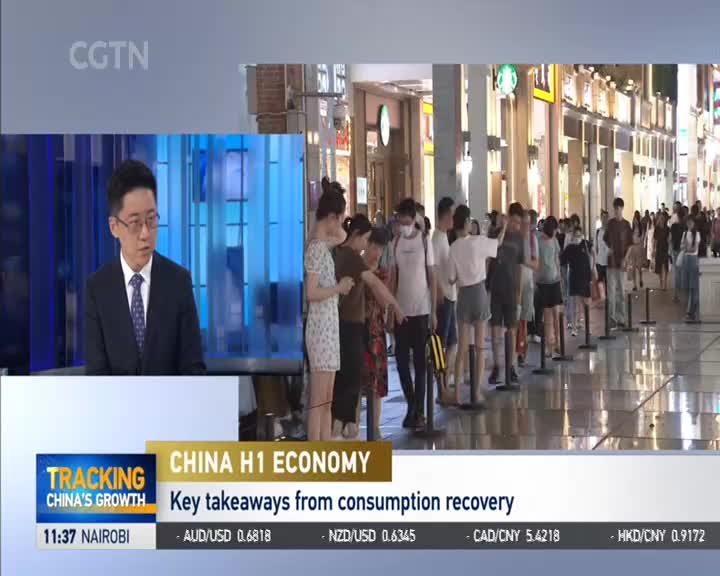 CGTN
CHINA H1 ECONOMY
TRACKING
CHINA'S GROWTH
Key takeaways from consumption recovery
11:37 NAIROBI
- AUD/USD 0.6818 - NZD/USD 0.6345 - CAD/CNY 5.4218 - HKD/CNY 0.9172